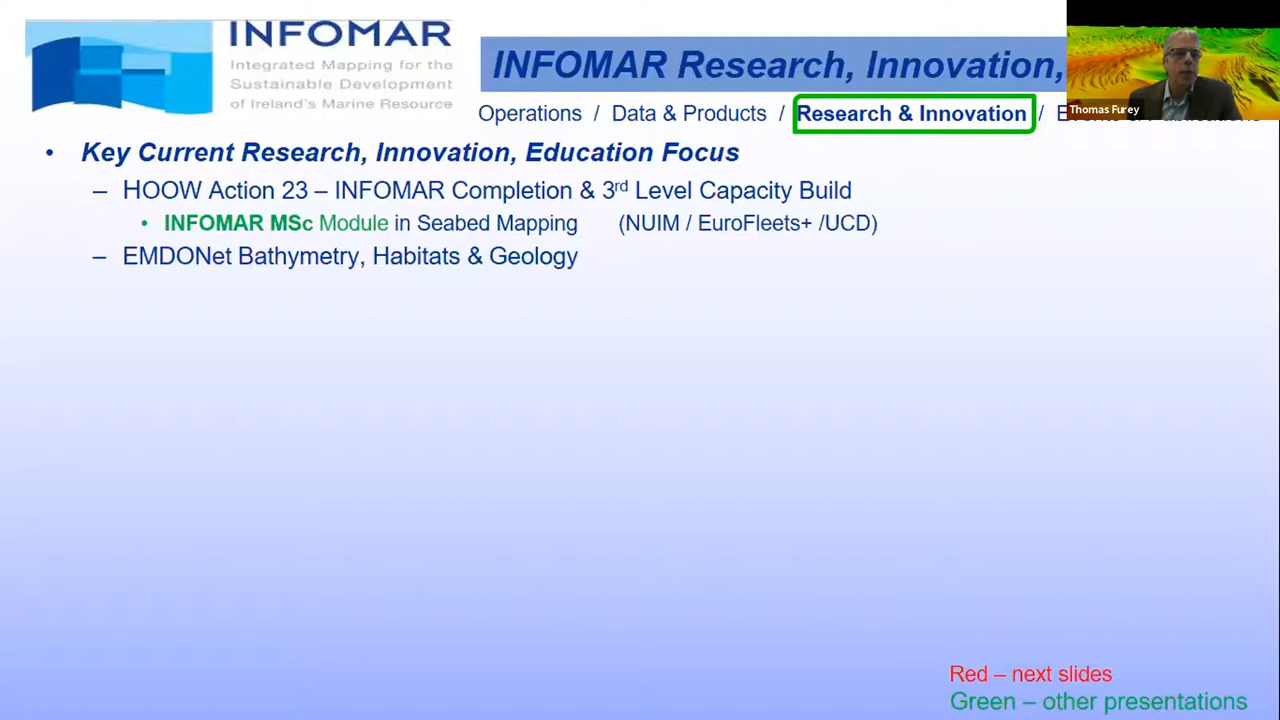 INFOMAR
Integrated Mapping for the
Sustainable Development
of Ireland's Marine Resource
INFOMAR Research, Innovation,
Thomas Furey
Operations / Data & Products / Research & Innovation /
• Key Current Research, Innovation, Education Focus
– HOOW Action 23 – INFOMAR Completion & 3rd Level Capacity Build
• INFOMAR MSc Module in Seabed Mapping (NUIM / EuroFleets+ /UCD)
– EMDONet Bathymetry, Habitats & Geology
Red – next slides
Green – other presentations